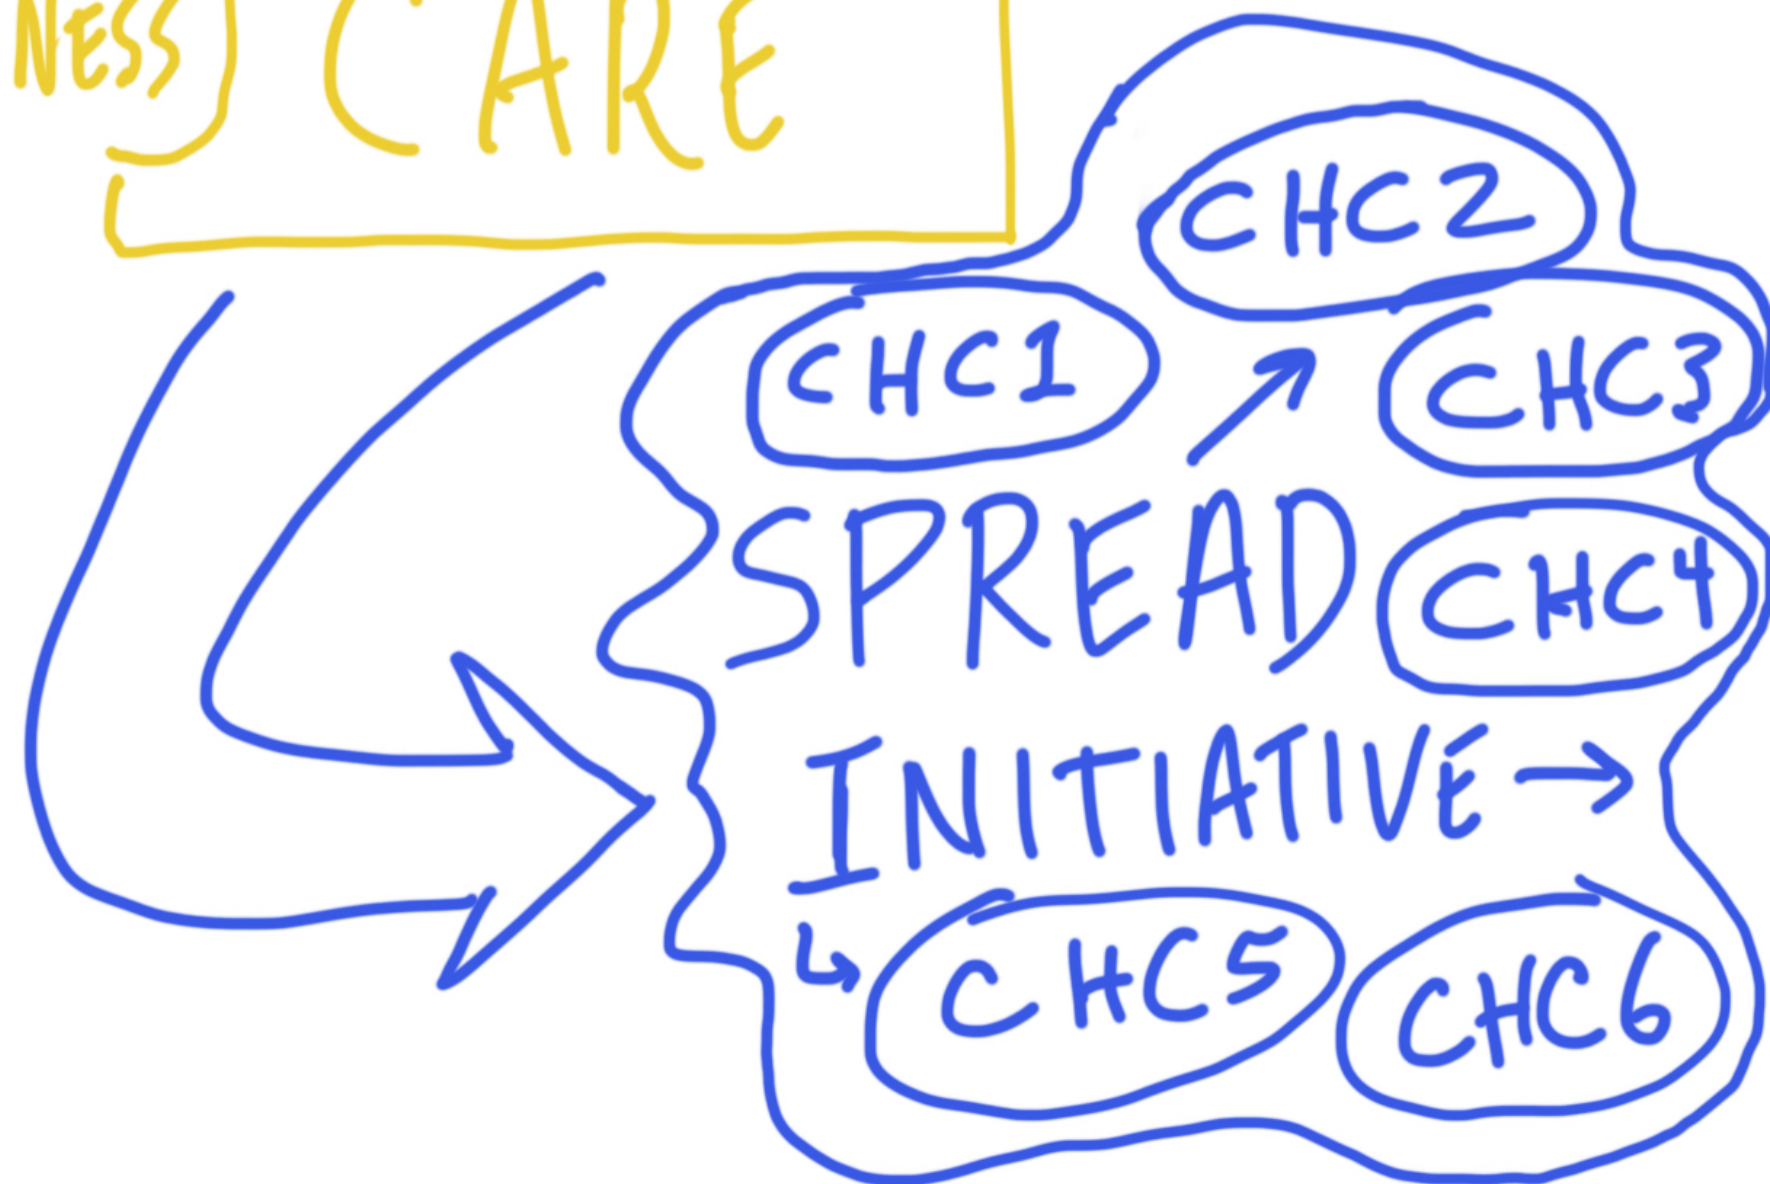 NESS CARE
CHC2
CHC1
CHC3
SPREAD
CHC4
INITIATIVE →
CHC5
CHC6